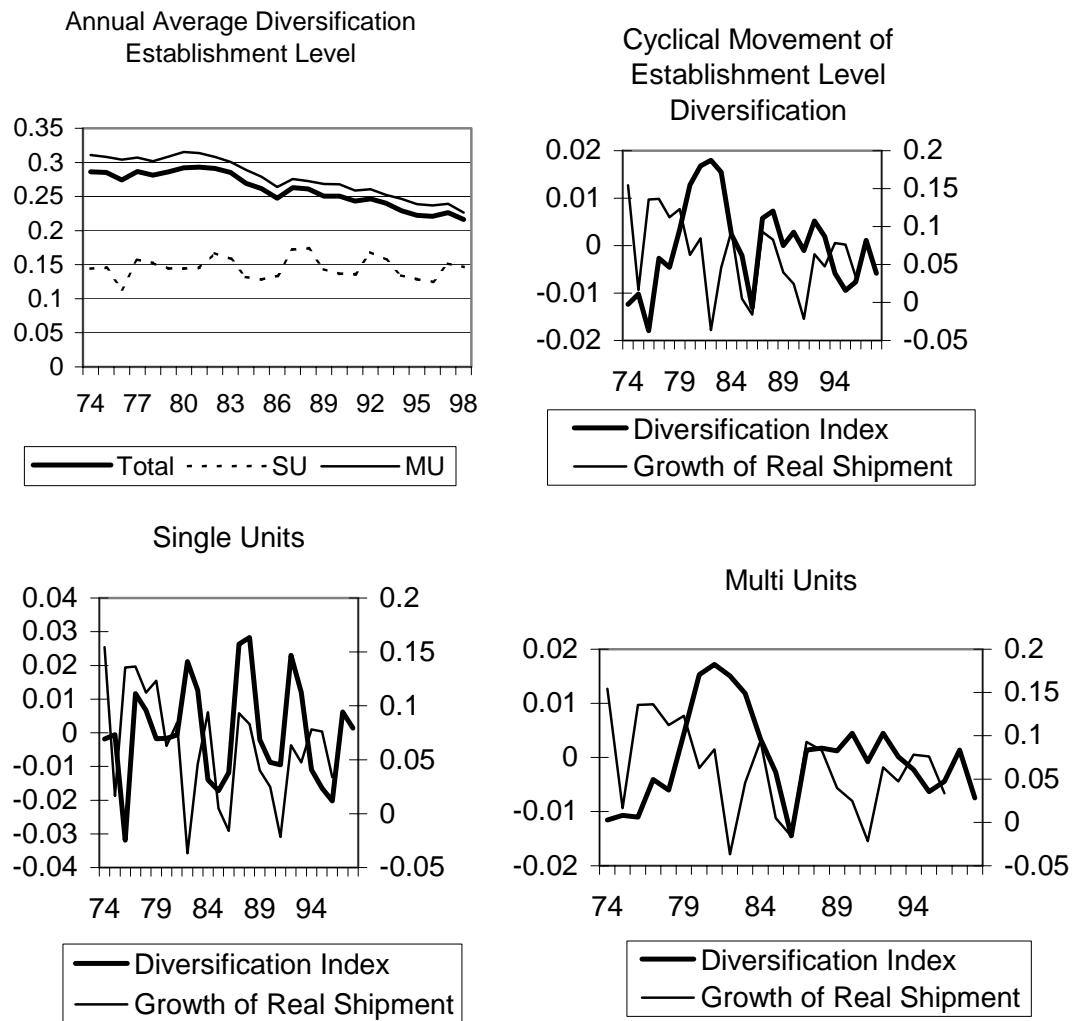 Annual Average Diversification
Establishment Level
0.35
0.3
0.25
0.2
0.15
0.1
0.05
0
74 77 80 83 86 89 92 95 98
Total SU MU
Cyclical Movement of
Establishment Level
Diversification
0.02
0.01
0
-0.01
-0.02
0.2
0.15
0.1
0.05
0
-0.05
74 79 84 89 94
Diversification Index
Growth of Real Shipment
Single Units
0.04
0.03
0.02
0.01
0.00
-0.01
-0.02
-0.03
-0.04
0.2
0.15
0.1
0.05
0
-0.05
74 79 84 89 94
Diversification Index
Growth of Real Shipment
Multi Units
0.02
0.01
0.00
-0.01
-0.02
0.2
0.15
0.1
0.05
0
-0.05
74 79 84 89 94
Diversification Index
Growth of Real Shipment